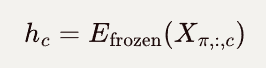 h_c = E_frozen(X_{π,:,c})